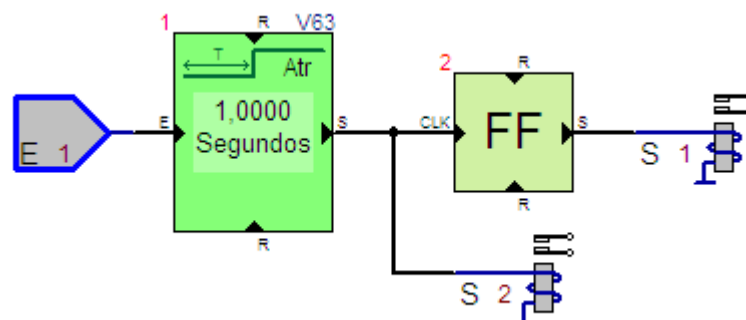 1 R V63
T
Atr
2 R
1,0000
Segundos
E 1 E S CLK FF S
S 1
R R
S 2